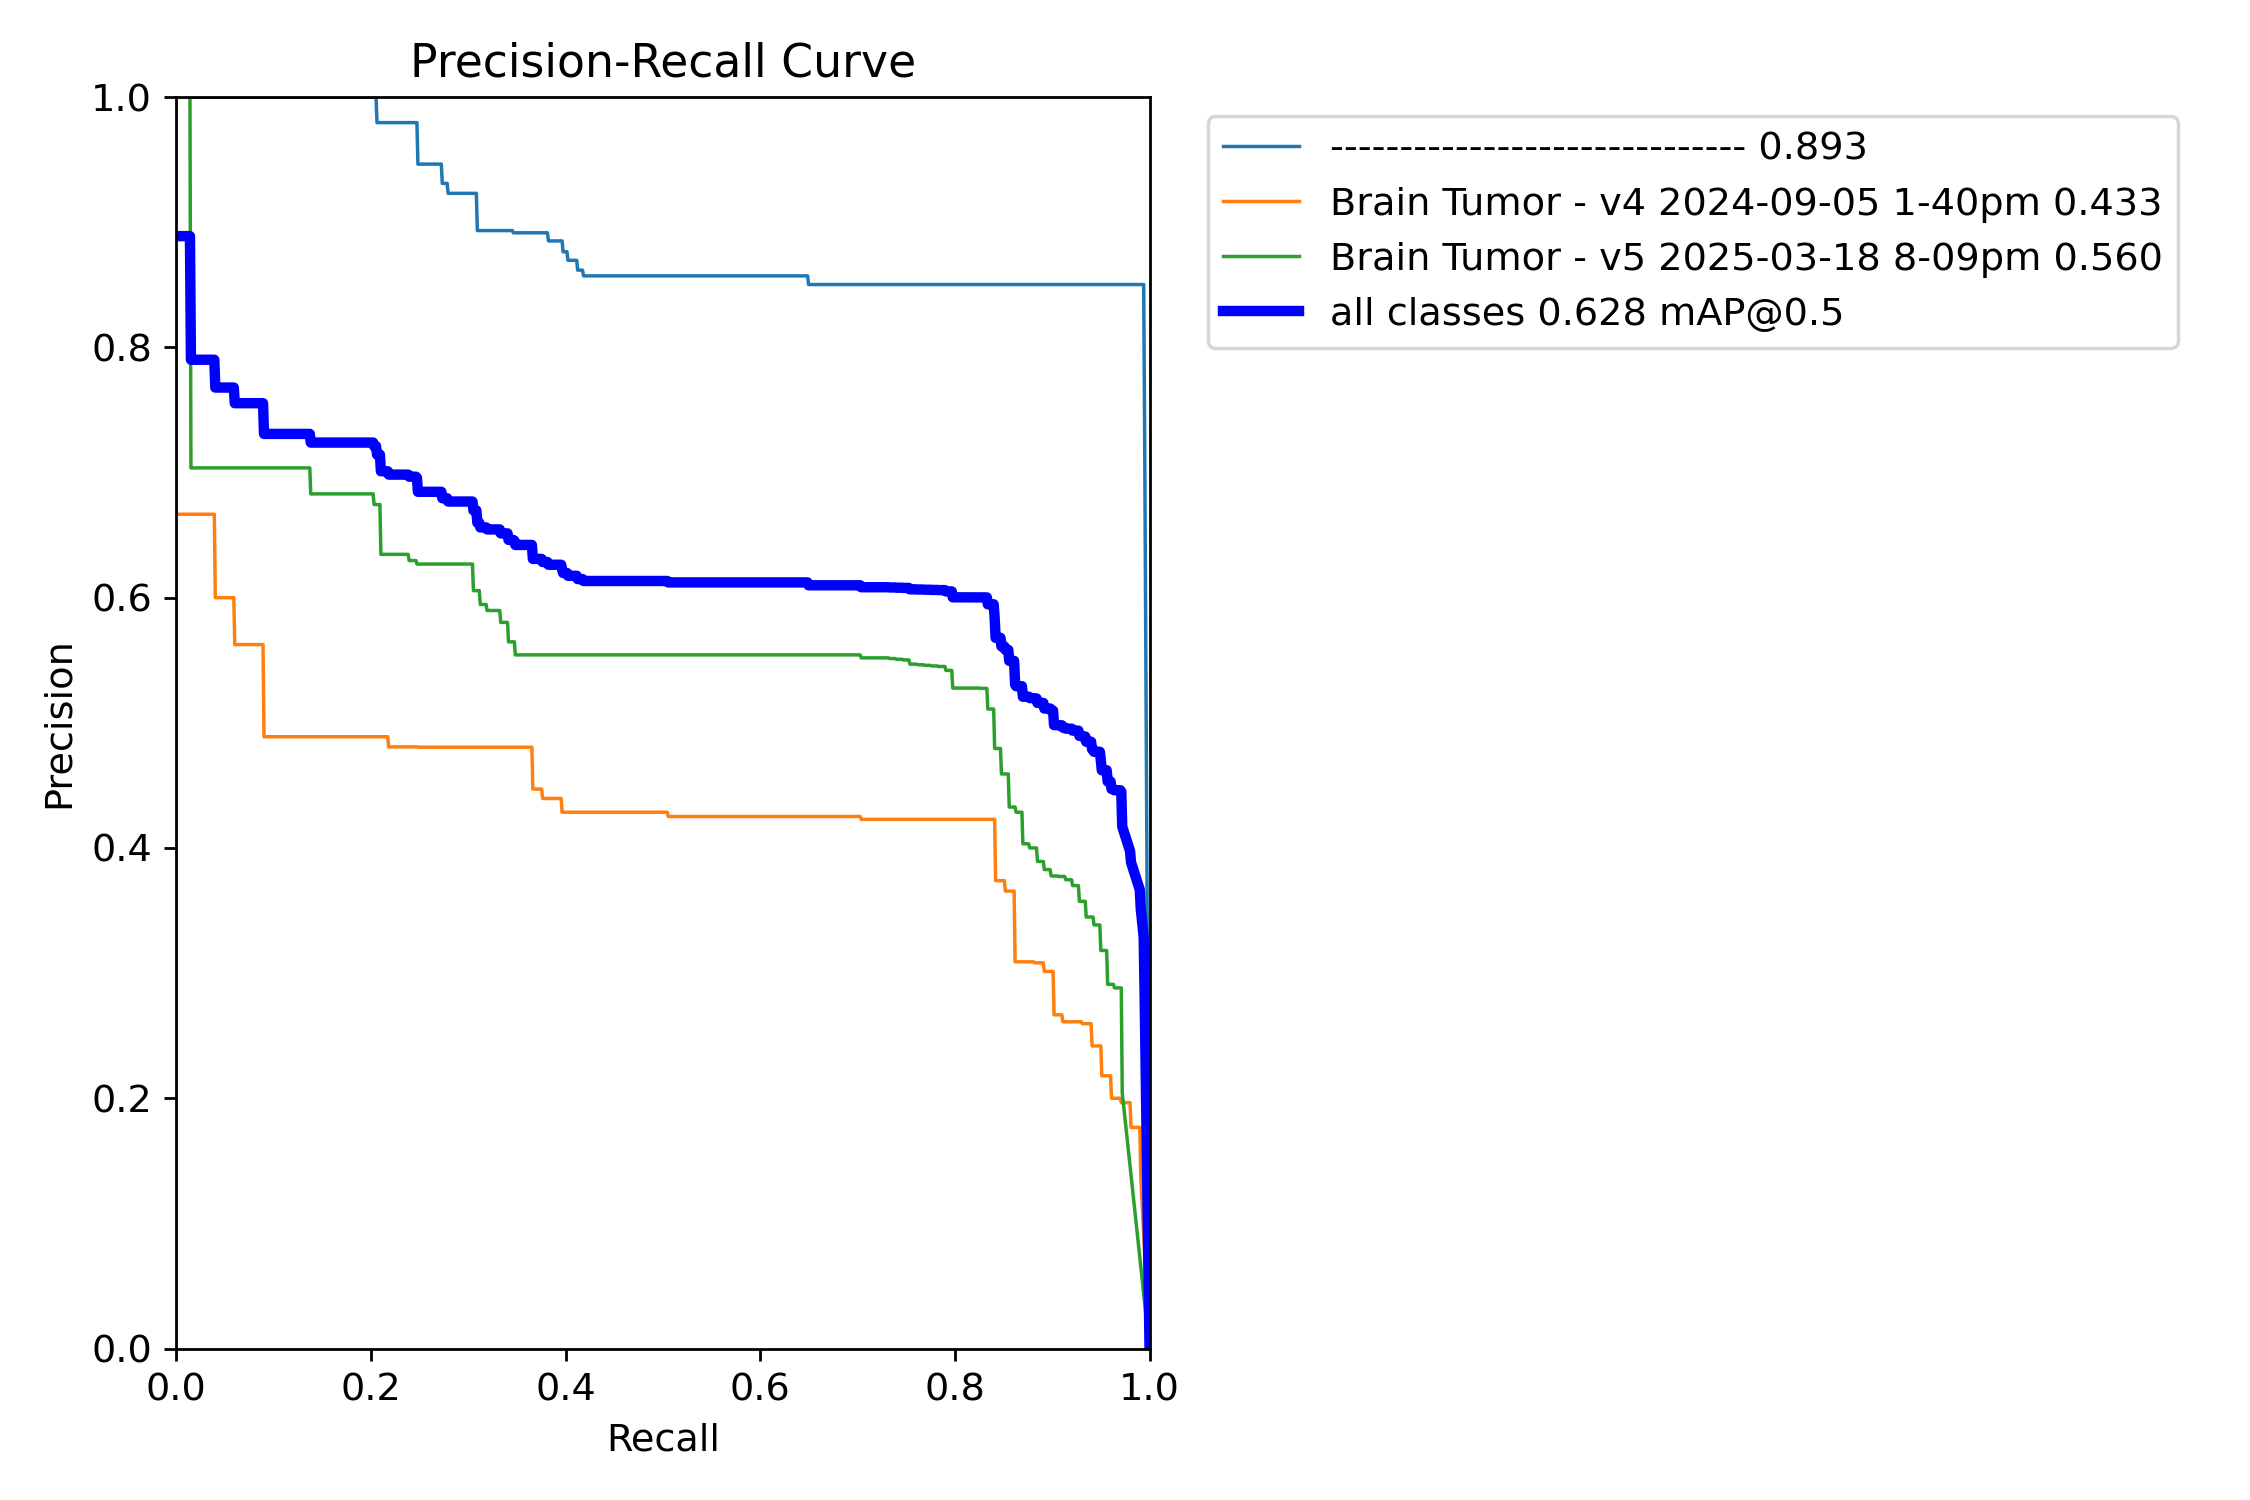 Precision-Recall Curve
1.0
0.8
0.6
0.4
0.2
0.0
Precision
0.0 0.2 0.4 0.6 0.8 1.0
Recall
------------------------------ 0.893
Brain Tumor - v4 2024-09-05 1-40pm 0.433
Brain Tumor - v5 2025-03-18 8-09pm 0.560
all classes 0.628 mAP@0.5